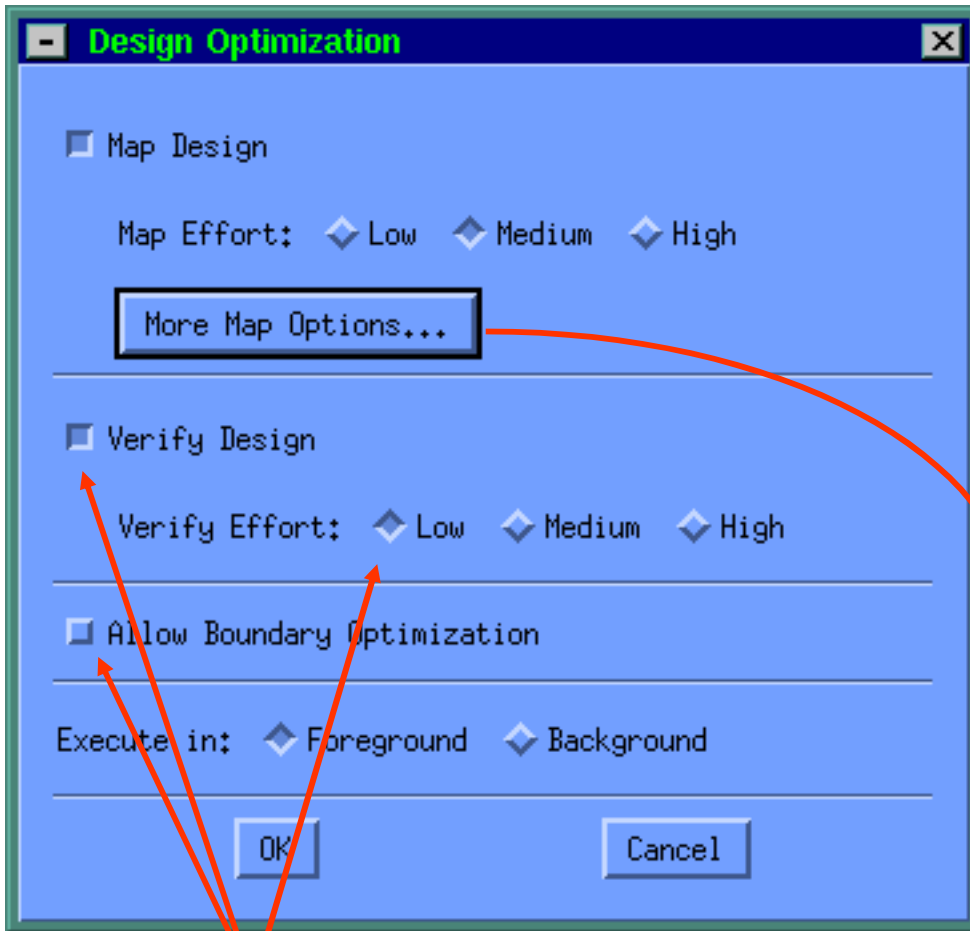 Design Optimization
Map Design
Map Effort: Low Medium High
More Map Options...
Verify Design
Verify Effort: Low Medium High
Allow Boundary Optimization
Execute in: Foreground Background
OK Cancel